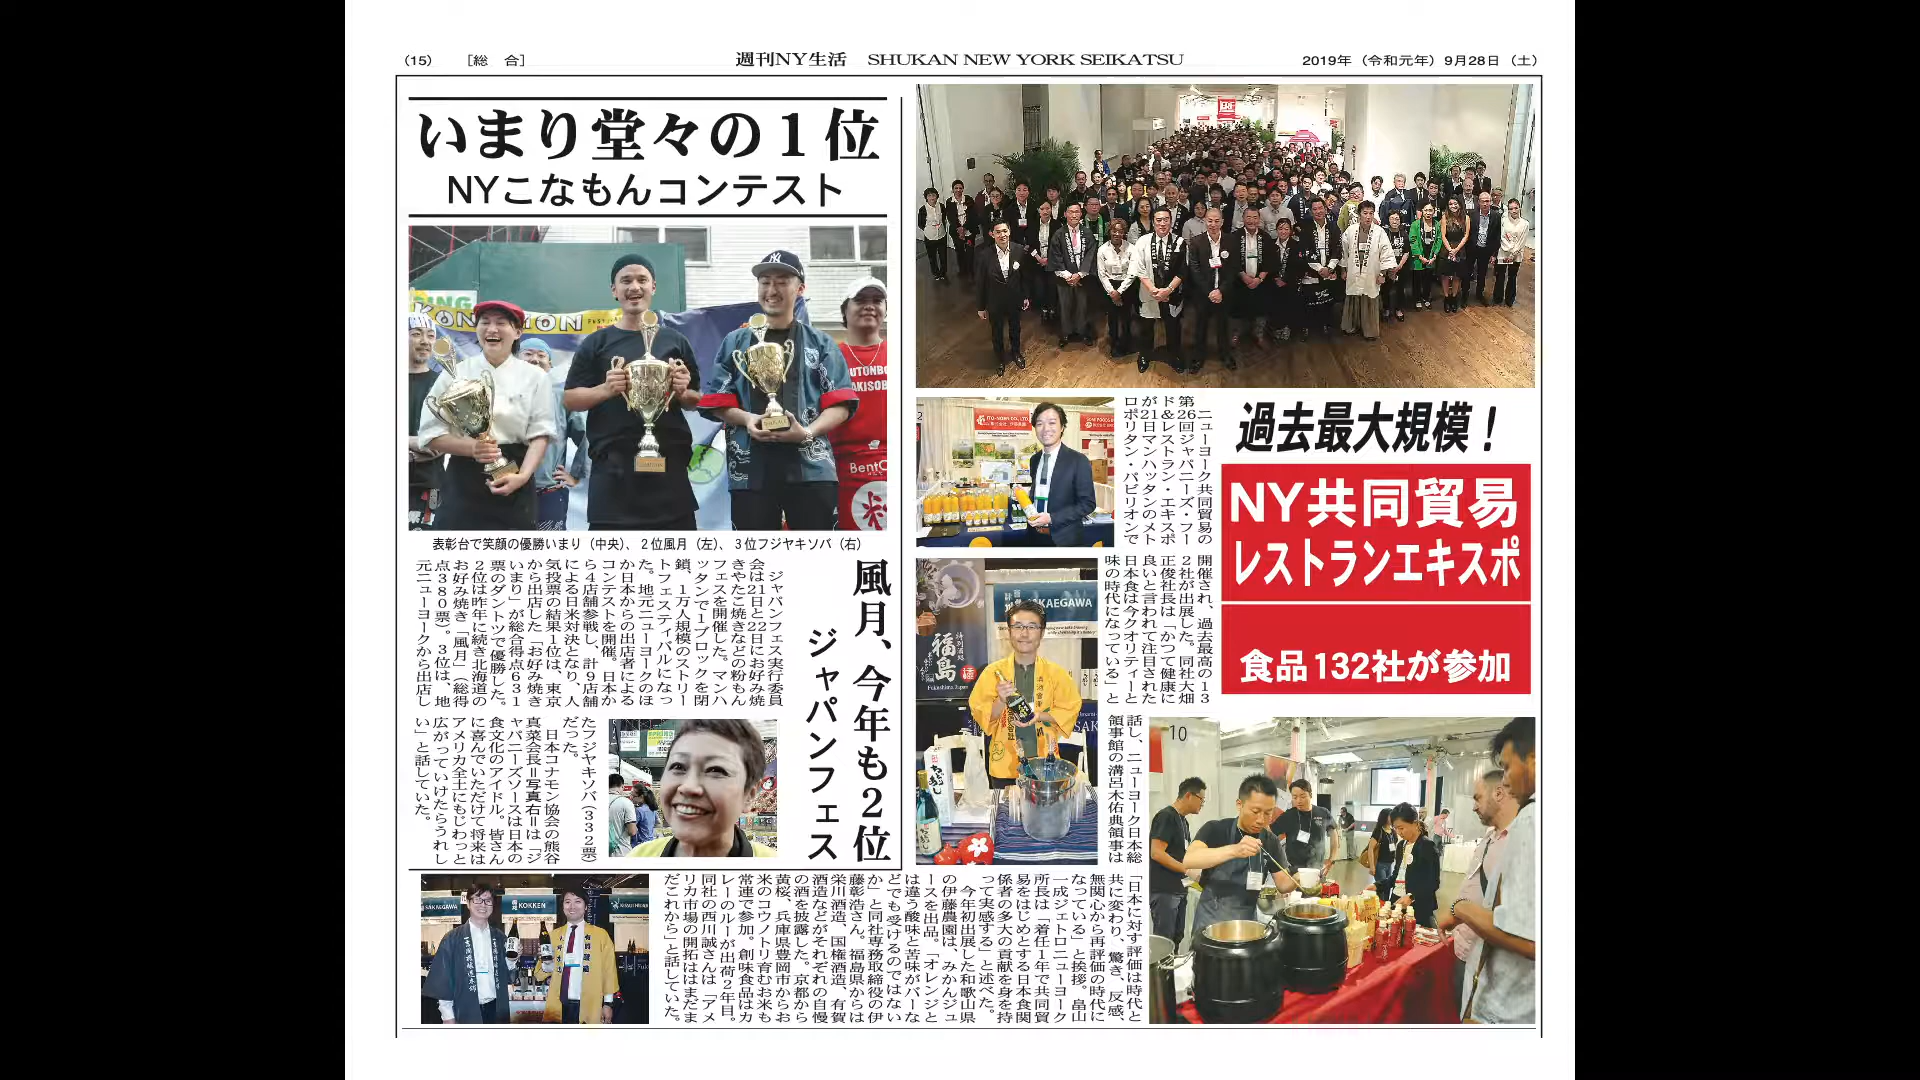 (15)　［総　合］
週刊NY生活　SHUKAN NEW YORK SEIKATSU
2019年（令和元年）9月28日（土）
いまり堂々の1位
NYこなもんコンテスト
表彰台で笑顔の優勝いまり（中央）、2位風月（左）、3位フジヤキソバ（右）
風月、今年も2位
ジャパンフェス
ジャパンフェス実行委員
会は21日と22日にお好み焼
きやたこ焼きなどの粉もん
フェスを開催した。マンハ
ッタンで1ブロックを閉
鎖、1万人規模のストリー
トフェスティバルになっ
た。地元ニューヨークのほ
か日本からの出店者による
コンテストを開催。日本か
ら4店舗参戦し、計9店舗
による日米対決となり、人
気投票の結果1位は、東京
から出店した「お好み焼き
いまり」が総合得点631
票のダントツで優勝した。
2位は昨年に続き北海道の
お好み焼き「風月」（総得
点380票）。3位は、地
元ニューヨークから出店し
たフジヤキソバ（332票）
だった。
日本コナモン協会の熊谷
真菜会長＝写真右＝は「ジ
ャパニーズソースは日本の
食文化のアイドル。皆さん
に喜んでいただけて将来は
アメリカ全土にもじわっと
広がっていけたらうれし
い」と話していた。
過去最大規模！
NY共同貿易
レストランエキスポ
食品132社が参加
ニューヨーク共同貿易の
第26回ジャパニーズ・フー
ド＆レストラン・エキスポ
が21日マンハッタンのメト
ロポリタン・パビリオンで
開催され、過去最高の13
2社が出展した。同社大畑
正俊社長は「かつて健康に
良いと言われて注目された
日本食は今クオリティーと
味の時代になっている」と
話し、ニューヨーク日本総
領事館の溝呂木佑典領事は
「日本に対す評価は時代と
共に変わり、驚き、反感、
無関心から再評価の時代に
なっている」と挨拶。畠山
一成ジェトロニューヨーク
所長は「着任1年で共同貿
易をはじめとする日本食関
係者の多大の貢献を身を持
って実感する」と述べた。
今年初出展した和歌山県
の伊藤農園は、みかんジュ
ースを出品。「オレンジと
は違う酸味と苦味がバーな
どでも受けるのではない
か」と同社専務取締役の伊
藤彰浩さん。福島県からは
栄川酒造、国権酒造、有賀
酒造などがそれぞれの自慢
の酒を披露した。京都から
黄桜、兵庫県豊岡市からお
米のコウノトリ育むお米も
常連で参加。創味食品はカ
レーのルーが出荷2年目。
同社の西川誠さんは「アメ
リカ市場の開拓はまだま
だこれから」と話していた。
福島
Fukushima Japan
SAKAEGAWA
KOKKEN
10